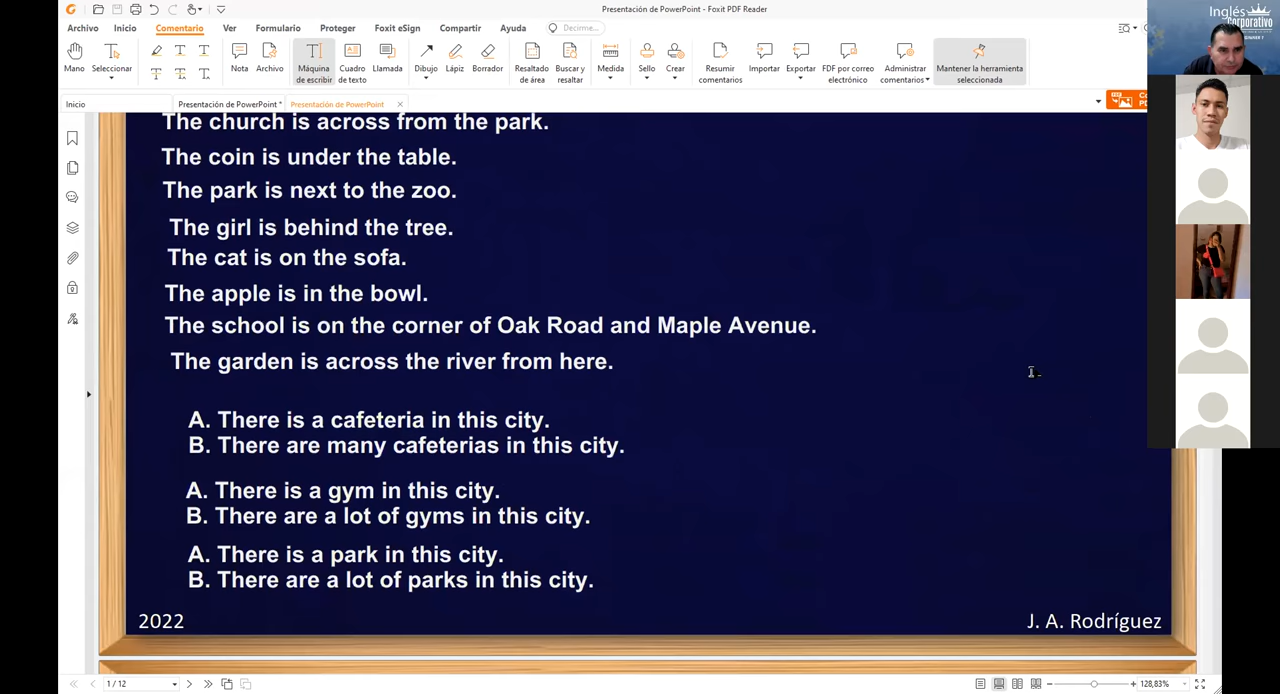 Presentación de PowerPoint - Foxit PDF Reader
Archivo Inicio Comentario Ver Formulario Proteger Foxit eSign Compartir Ayuda Decirme...
Mano Seleccionar Nota Archivo Máquina de escribir Cuadro de texto Llamada Dibujo Lápiz Borrador Resaltado de área Buscar y resaltar Medida Sello Crear Resumir comentarios Importar Exportar FDF por correo electrónico Administrar comentarios Mantener la herramienta seleccionada
Inicio Presentación de PowerPoint * Presentación de PowerPoint
Inglés
Corporativo
The church is across from the park.
The coin is under the table.
The park is next to the zoo.
The girl is behind the tree.
The cat is on the sofa.
The apple is in the bowl.
The school is on the corner of Oak Road and Maple Avenue.
The garden is across the river from here.
A. There is a cafeteria in this city.
B. There are many cafeterias in this city.
A. There is a gym in this city.
B. There are a lot of gyms in this city.
A. There is a park in this city.
B. There are a lot of parks in this city.
2022 J. A. Rodríguez
1 / 12 128,83%